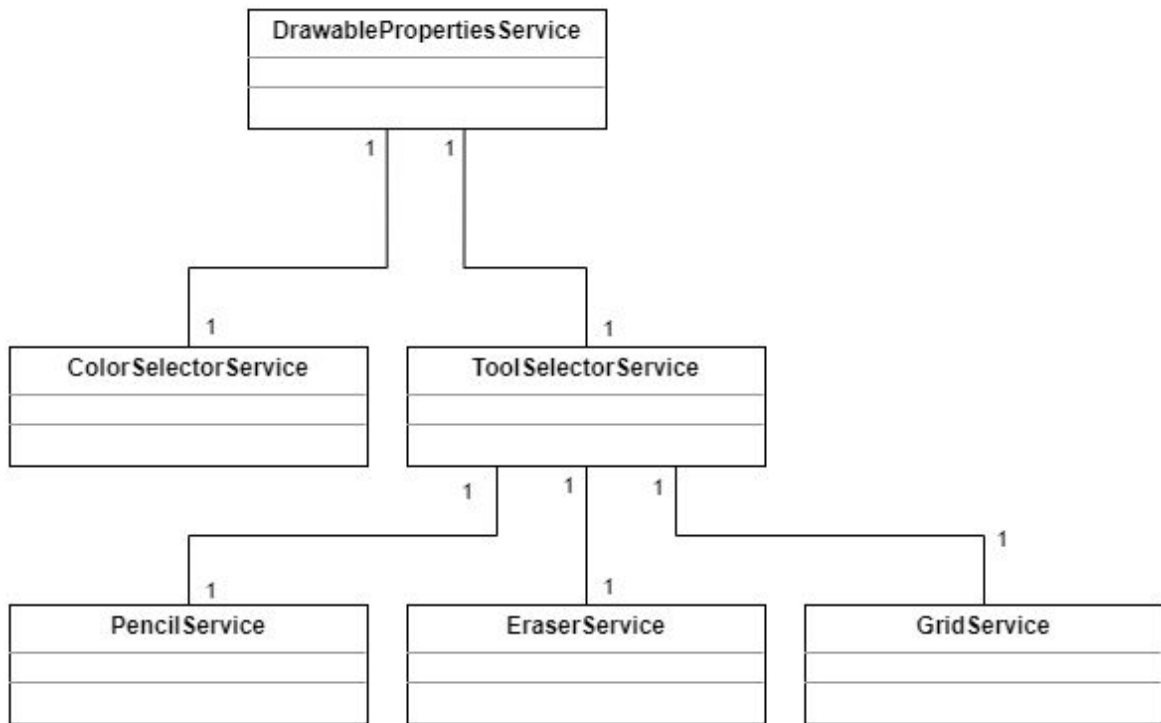 DrawablePropertiesService
1 1
1 1
ColorSelectorService ToolSelectorService
1 1 1
1
1 1
PencilService EraserService GridService